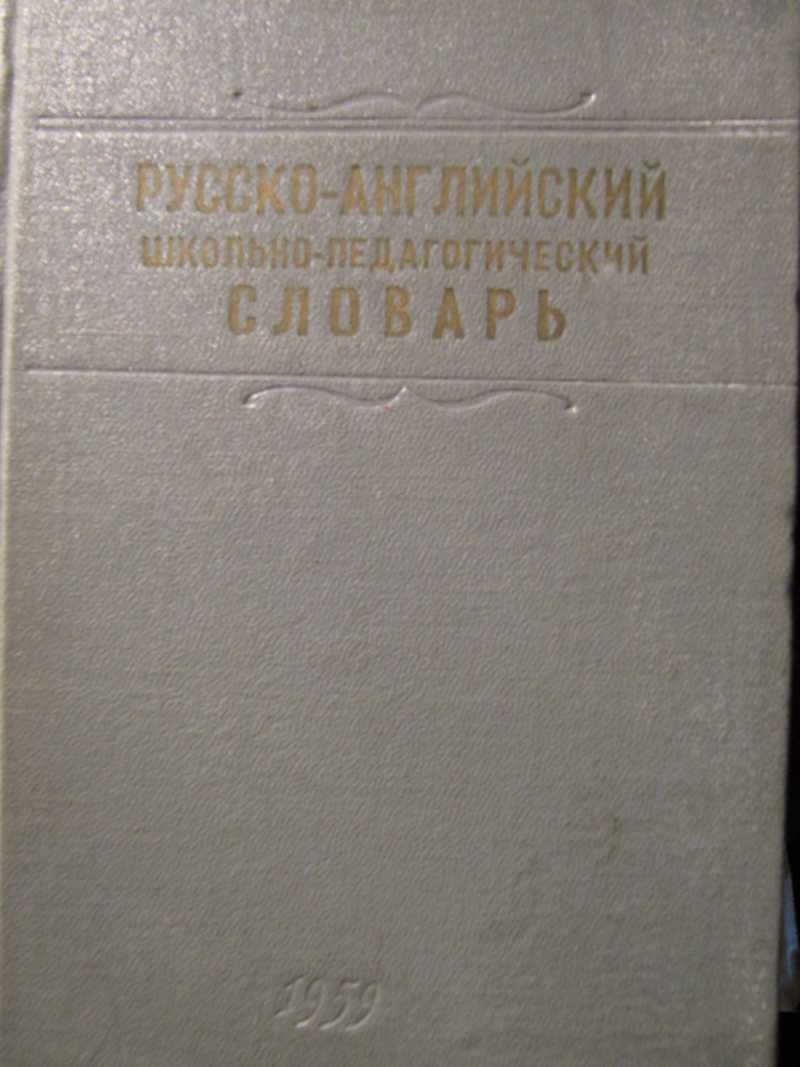 РУССКО-АНГЛИЙСКИЙ
ШКОЛЬНО-ПЕДАГОГИЧЕСКИЙ
СЛОВАРЬ
1959